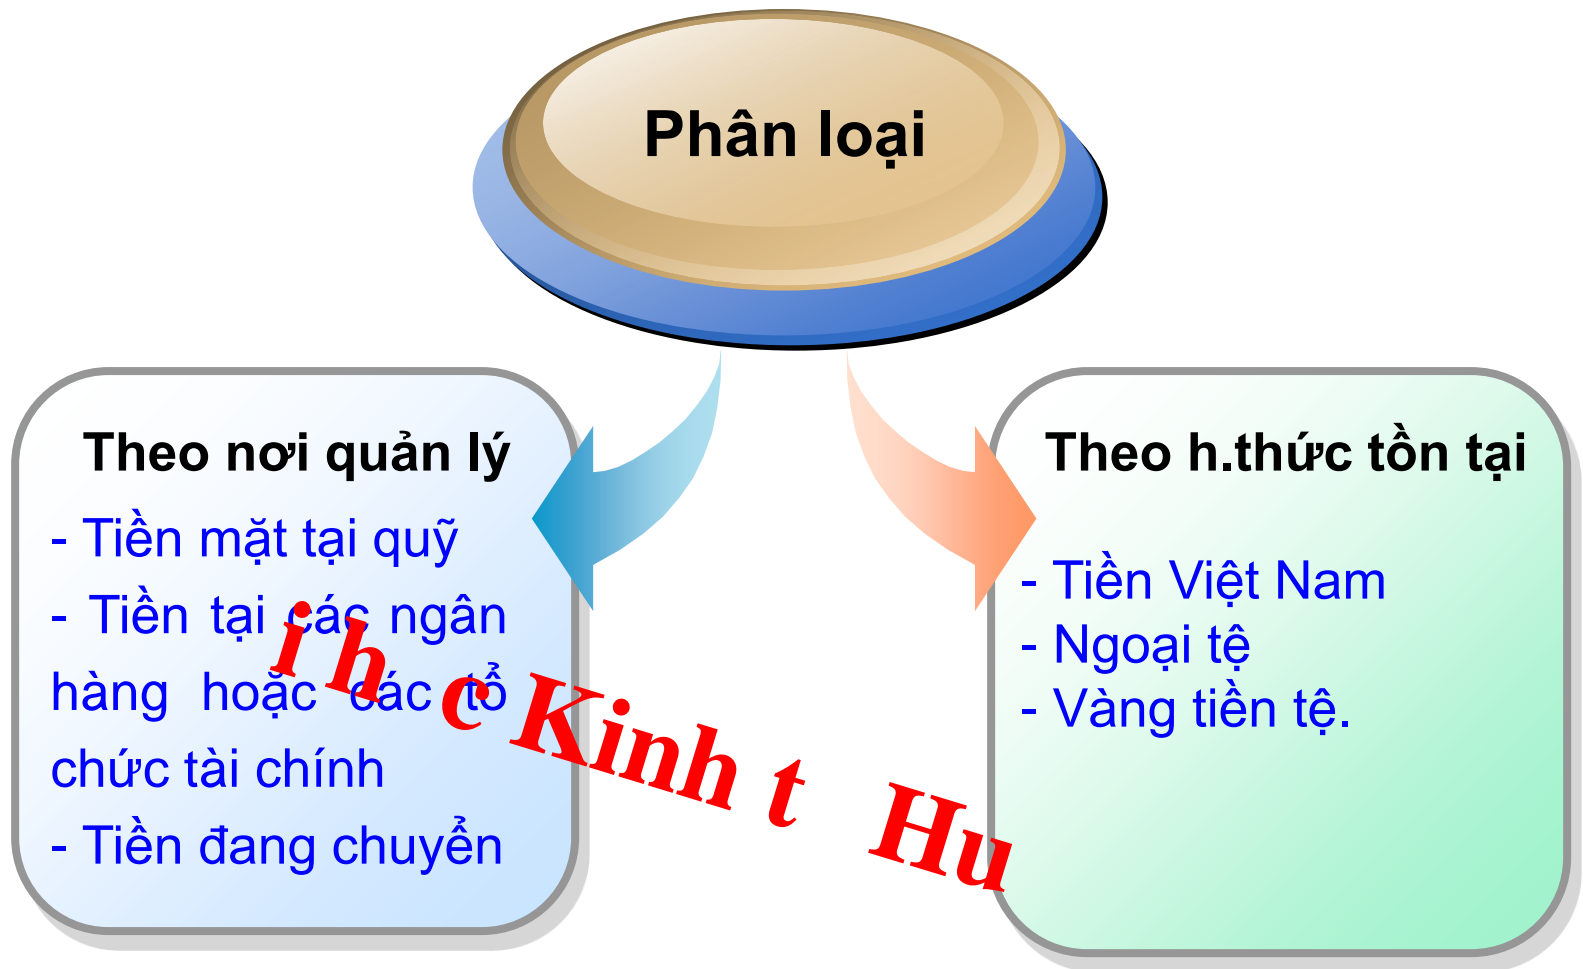 Phân loại
Theo nơi quản lý
- Tiền mặt tại quỹ
- Tiền tại các ngân
hàng hoặc các tổ
chức tài chính
- Tiền đang chuyển
Theo h.thức tồn tại
- Tiền Việt Nam
- Ngoại tệ
- Vàng tiền tệ.
i h c Kinh t Hu